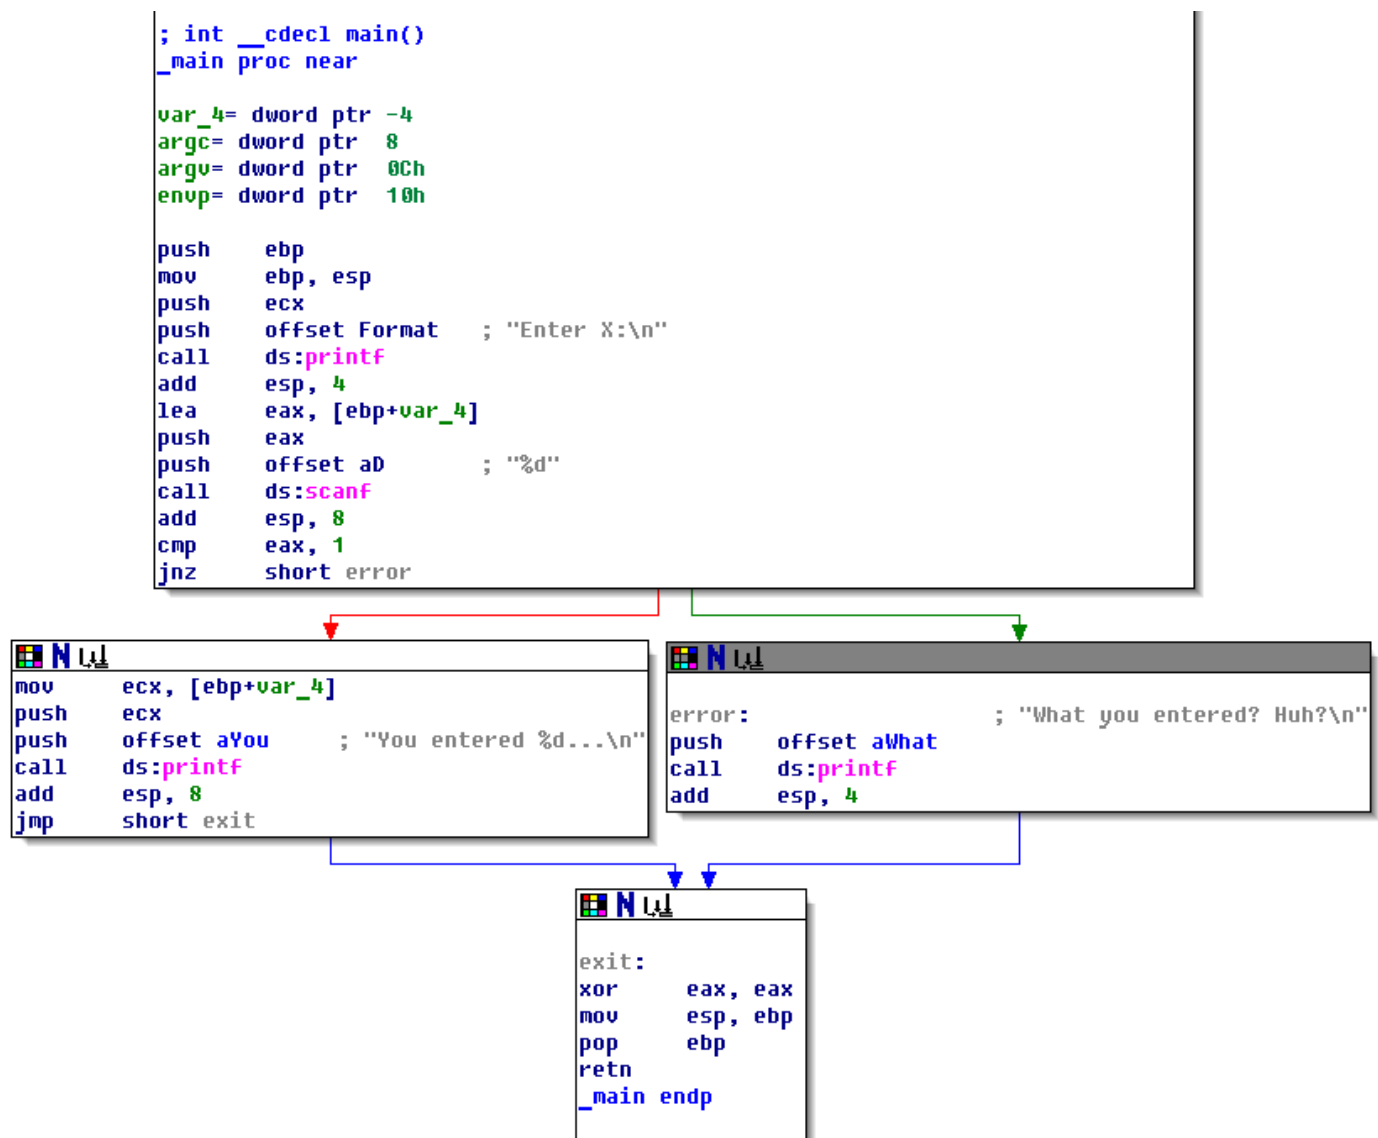 ; int __cdecl main()
_main proc near
var_4= dword ptr -4
argc= dword ptr  8
argv= dword ptr  0Ch
envp= dword ptr  10h
push    ebp
mov     ebp, esp
push    ecx
push    offset Format   ; "Enter X:\n"
call    ds:printf
add     esp, 4
lea     eax, [ebp+var_4]
push    eax
push    offset aD       ; "%d"
call    ds:scanf
add     esp, 8
cmp     eax, 1
jnz     short error
N
mov     ecx, [ebp+var_4]
push    ecx
push    offset aYou     ; "You entered %d...\n"
call    ds:printf
add     esp, 8
jmp     short exit
N
error:                  ; "What you entered? Huh?\n"
push    offset aWhat
call    ds:printf
add     esp, 4
N
exit:
xor     eax, eax
mov     esp, ebp
pop     ebp
retn
_main endp